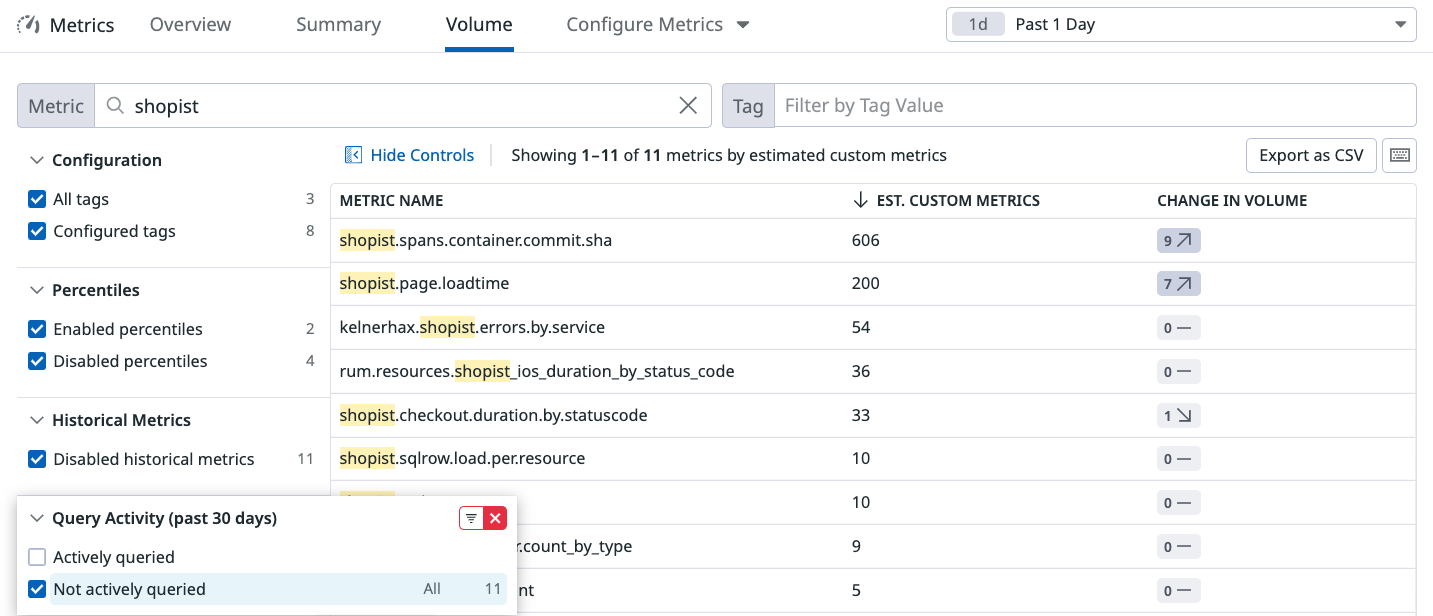 Metrics Overview Summary Volume Configure Metrics 1d Past 1 Day
Metric shopist Tag Filter by Tag Value
Hide Controls Showing 1–11 of 11 metrics by estimated custom metrics Export as CSV
Configuration
All tags 3
Configured tags 8
Percentiles
Enabled percentiles 2
Disabled percentiles 4
Historical Metrics
Disabled historical metrics 11
Query Activity (past 30 days)
Actively queried
Not actively queried All 11
METRIC NAME EST. CUSTOM METRICS CHANGE IN VOLUME
shopist.spans.container.commit.sha 606 9
shopist.page.loadtime 200 7
kelnerhax.shopist.errors.by.service 54 0
rum.resources.shopist_ios_duration_by_status_code 36 0
shopist.checkout.duration.by.statuscode 33 1
shopist.sqlrow.load.per.resource 10 0
10 0
.count_by_type 9 0
nt 5 0